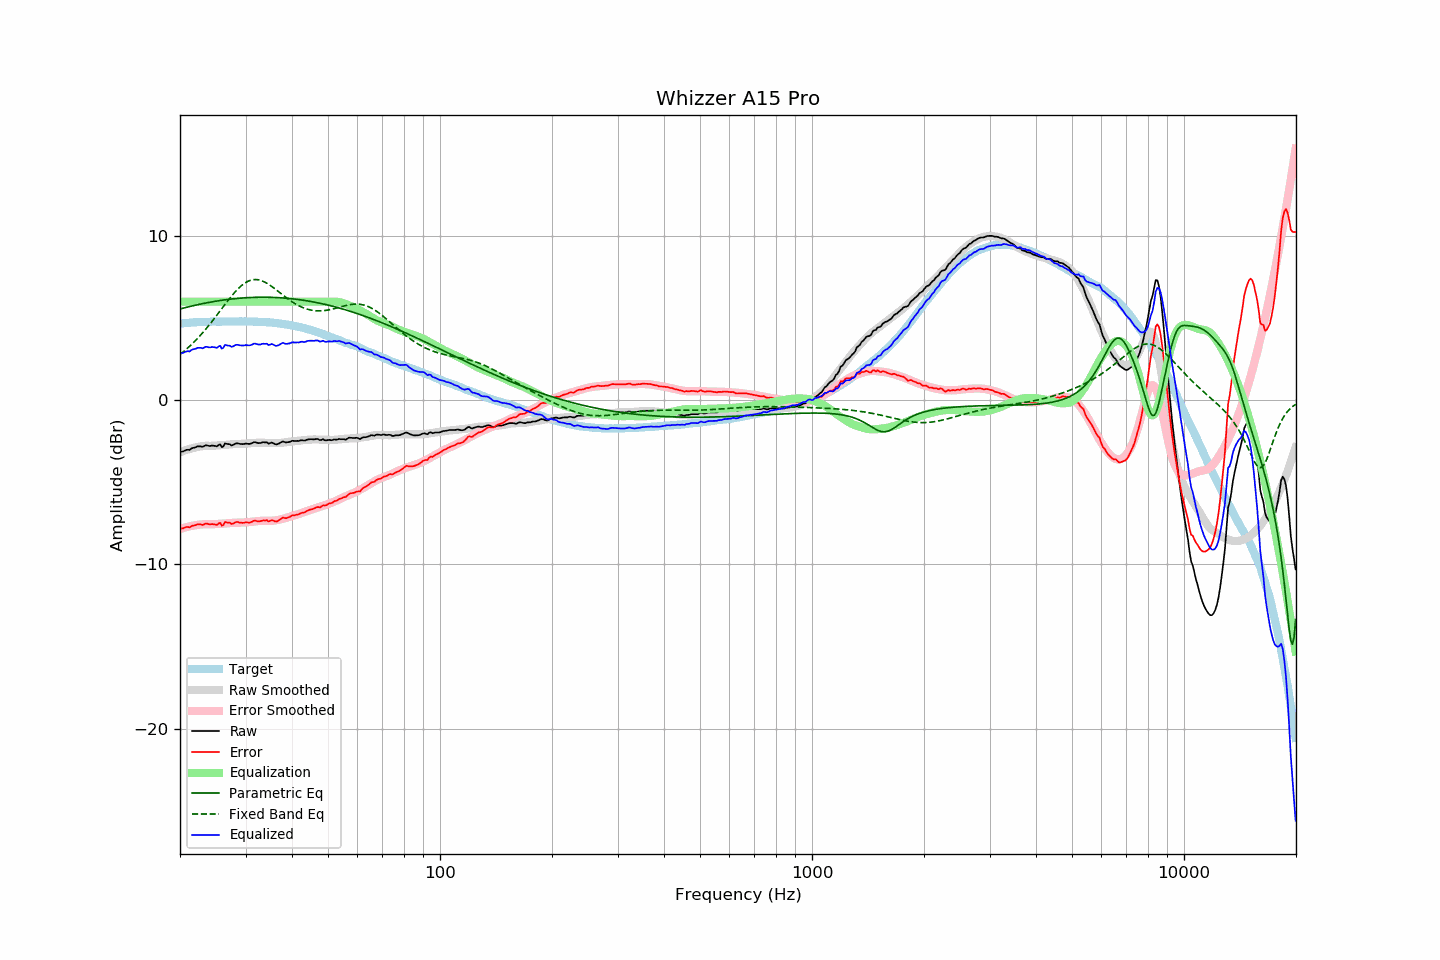 Whizzer A15 Pro
Amplitude (dBr)
10
0
−10
−20
Target
Raw Smoothed
Error Smoothed
Raw
Error
Equalization
Parametric Eq
Fixed Band Eq
Equalized
100
1000
10000
Frequency (Hz)